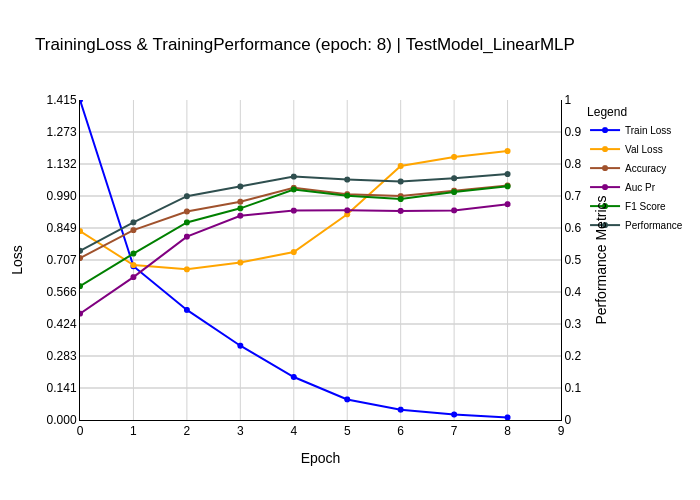 TrainingLoss & TrainingPerformance (epoch: 8) | TestModel_LinearMLP
1.415
1.273
1.132
0.990
0.849
0.707
0.566
0.424
0.283
0.141
0.000
Loss
1
0.9
0.8
0.7
0.6
0.5
0.4
0.3
0.2
0.1
0
Performance Metrics
Legend
Train Loss
Val Loss
Accuracy
Auc Pr
F1 Score
Performance
0 1 2 3 4 5 6 7 8 9
Epoch